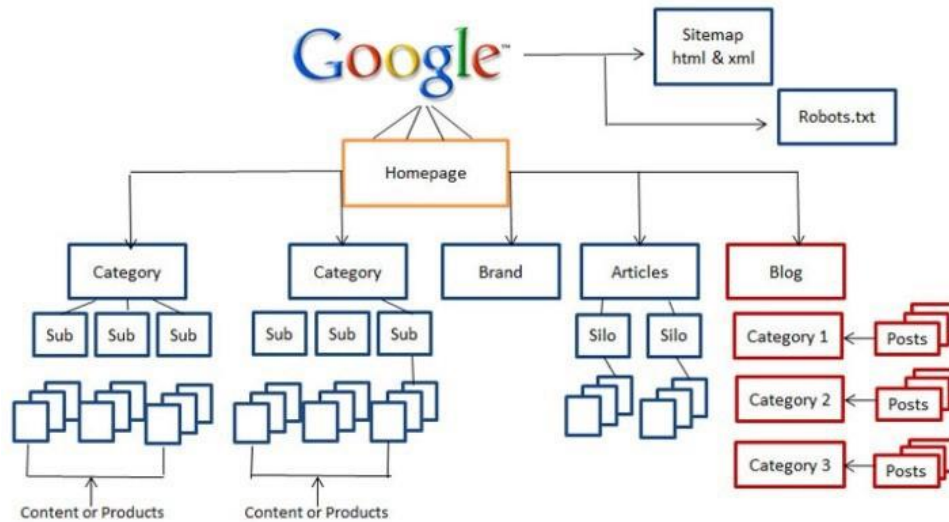 Google™
Sitemap
html & xml
Robots.txt
Homepage
Category
Category
Brand
Articles
Blog
Sub
Sub
Sub
Sub
Sub
Sub
Silo
Silo
Category 1
Posts
Category 2
Posts
Category 3
Posts
Content or Products
Content or Products